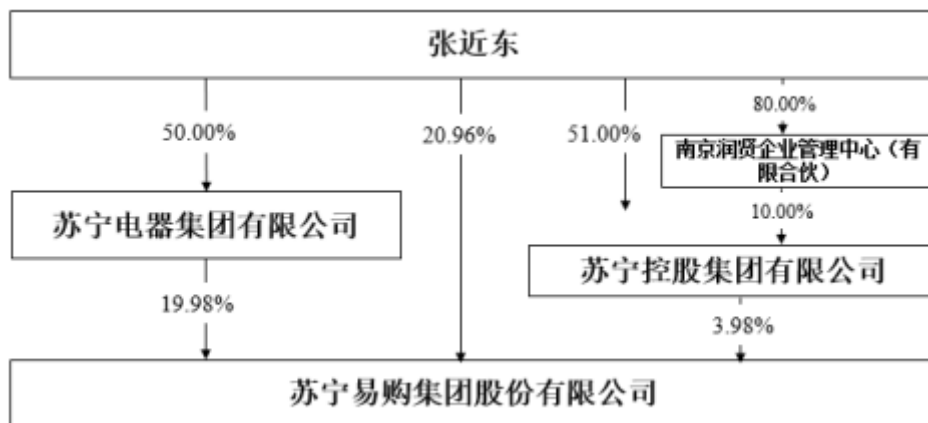 张近东
80.00%
50.00%
20.96%
51.00%
南京润贤企业管理中心（有
限合伙）
10.00%
苏宁电器集团有限公司
苏宁控股集团有限公司
19.98%
3.98%
苏宁易购集团股份有限公司